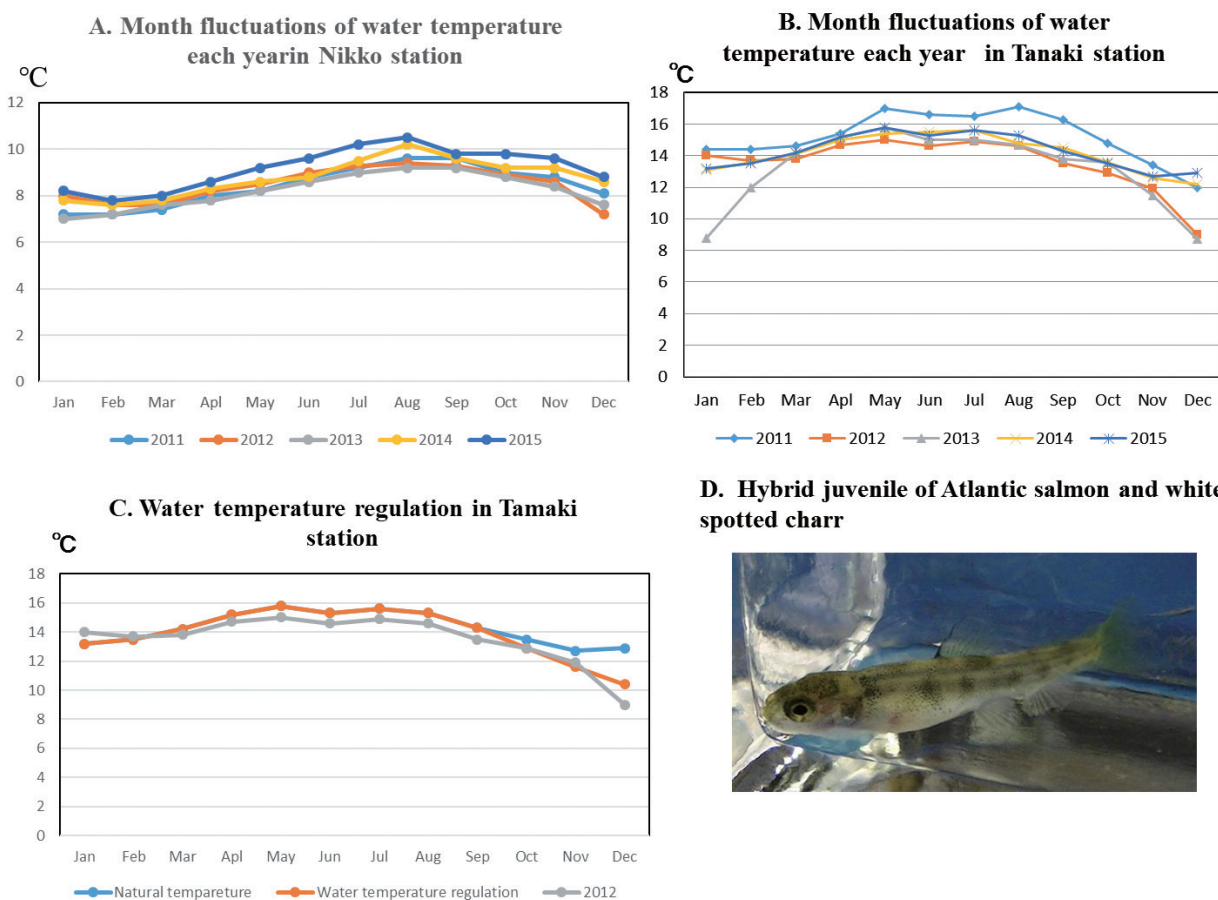 A. Month fluctuations of water temperature
each yearin Nikko station
°C
12
10
8
6
4
2
0
Jan Feb Mar Apl May Jun Jul Aug Sep Oct Nov Dec
2011 2012 2013 2014 2015
B. Month fluctuations of water
temperature each year in Tanaki station
°C
18
16
14
12
10
8
6
4
2
0
Jan Feb Mar Apr May Jun Jul Aug Sep Oct Nov Dec
2011 2012 2013 2014 2015
C. Water temperature regulation in Tamaki
station
°C
18
16
14
12
10
8
6
4
2
0
Jan Feb Mar Apl May Jun Jul Aug Sep Oct Nov Dec
Natural tempareture Water temperature regulation 2012
D. Hybrid juvenile of Atlantic salmon and white
spotted charr